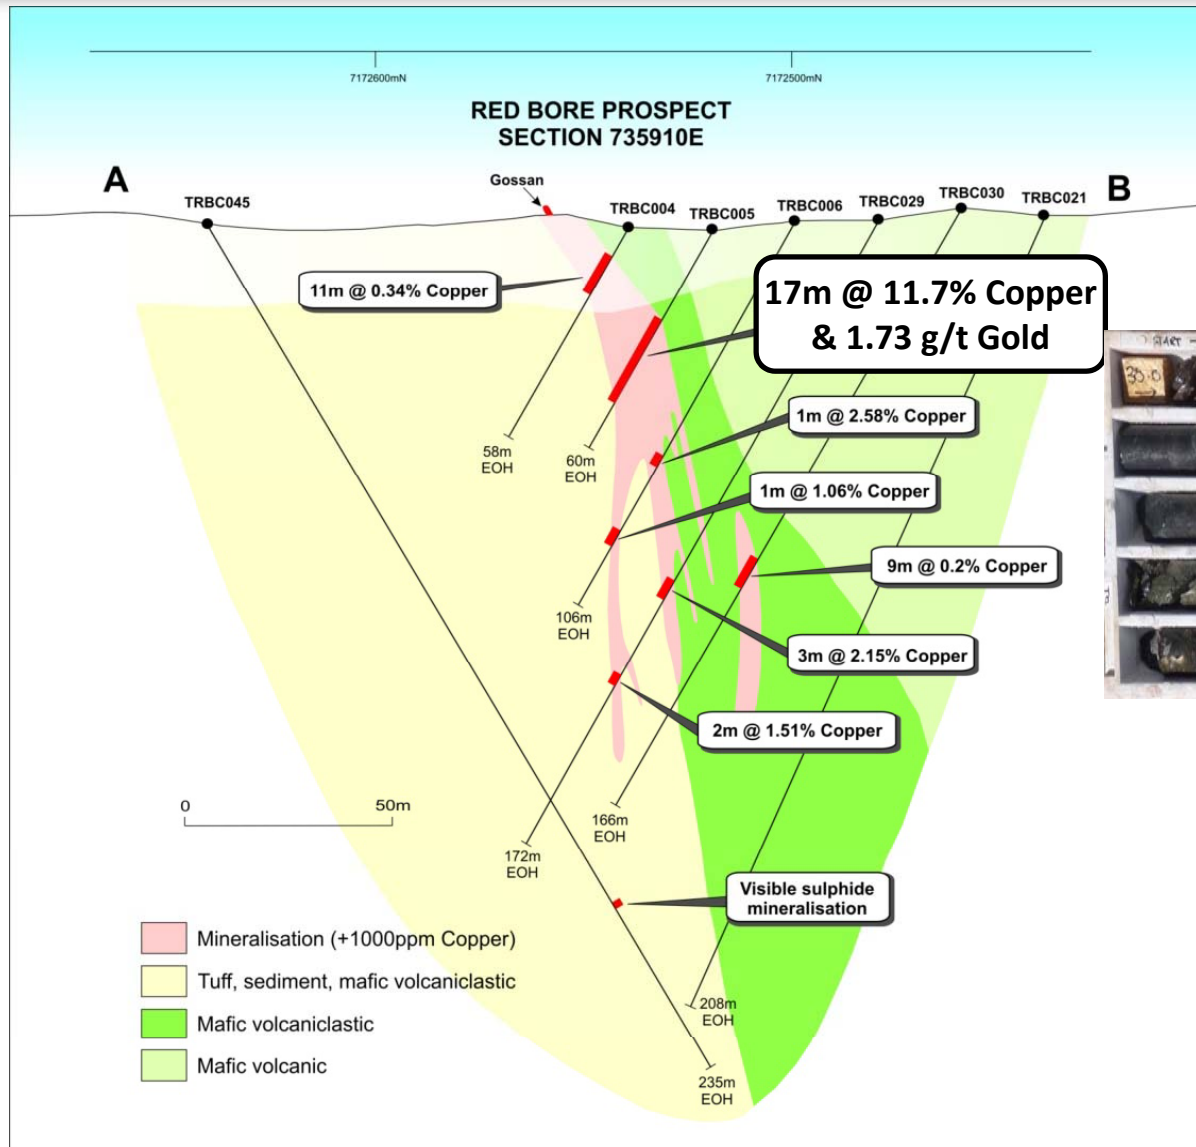 7172600mN
7172500mN
RED BORE PROSPECT
SECTION 735910E
A
B
Gossan
TRBC045
TRBC004
TRBC005
TRBC006
TRBC029
TRBC030
TRBC021
11m @ 0.34% Copper
17m @ 11.7% Copper
& 1.73 g/t Gold
START
1m @ 2.58% Copper
58m
EOH
60m
EOH
1m @ 1.06% Copper
9m @ 0.2% Copper
106m
EOH
3m @ 2.15% Copper
2m @ 1.51% Copper
0
50m
166m
EOH
172m
EOH
Visible sulphide
mineralisation
Mineralisation (+1000ppm Copper)
Tuff, sediment, mafic volcaniclastic
Mafic volcaniclastic
Mafic volcanic
208m
EOH
235m
EOH